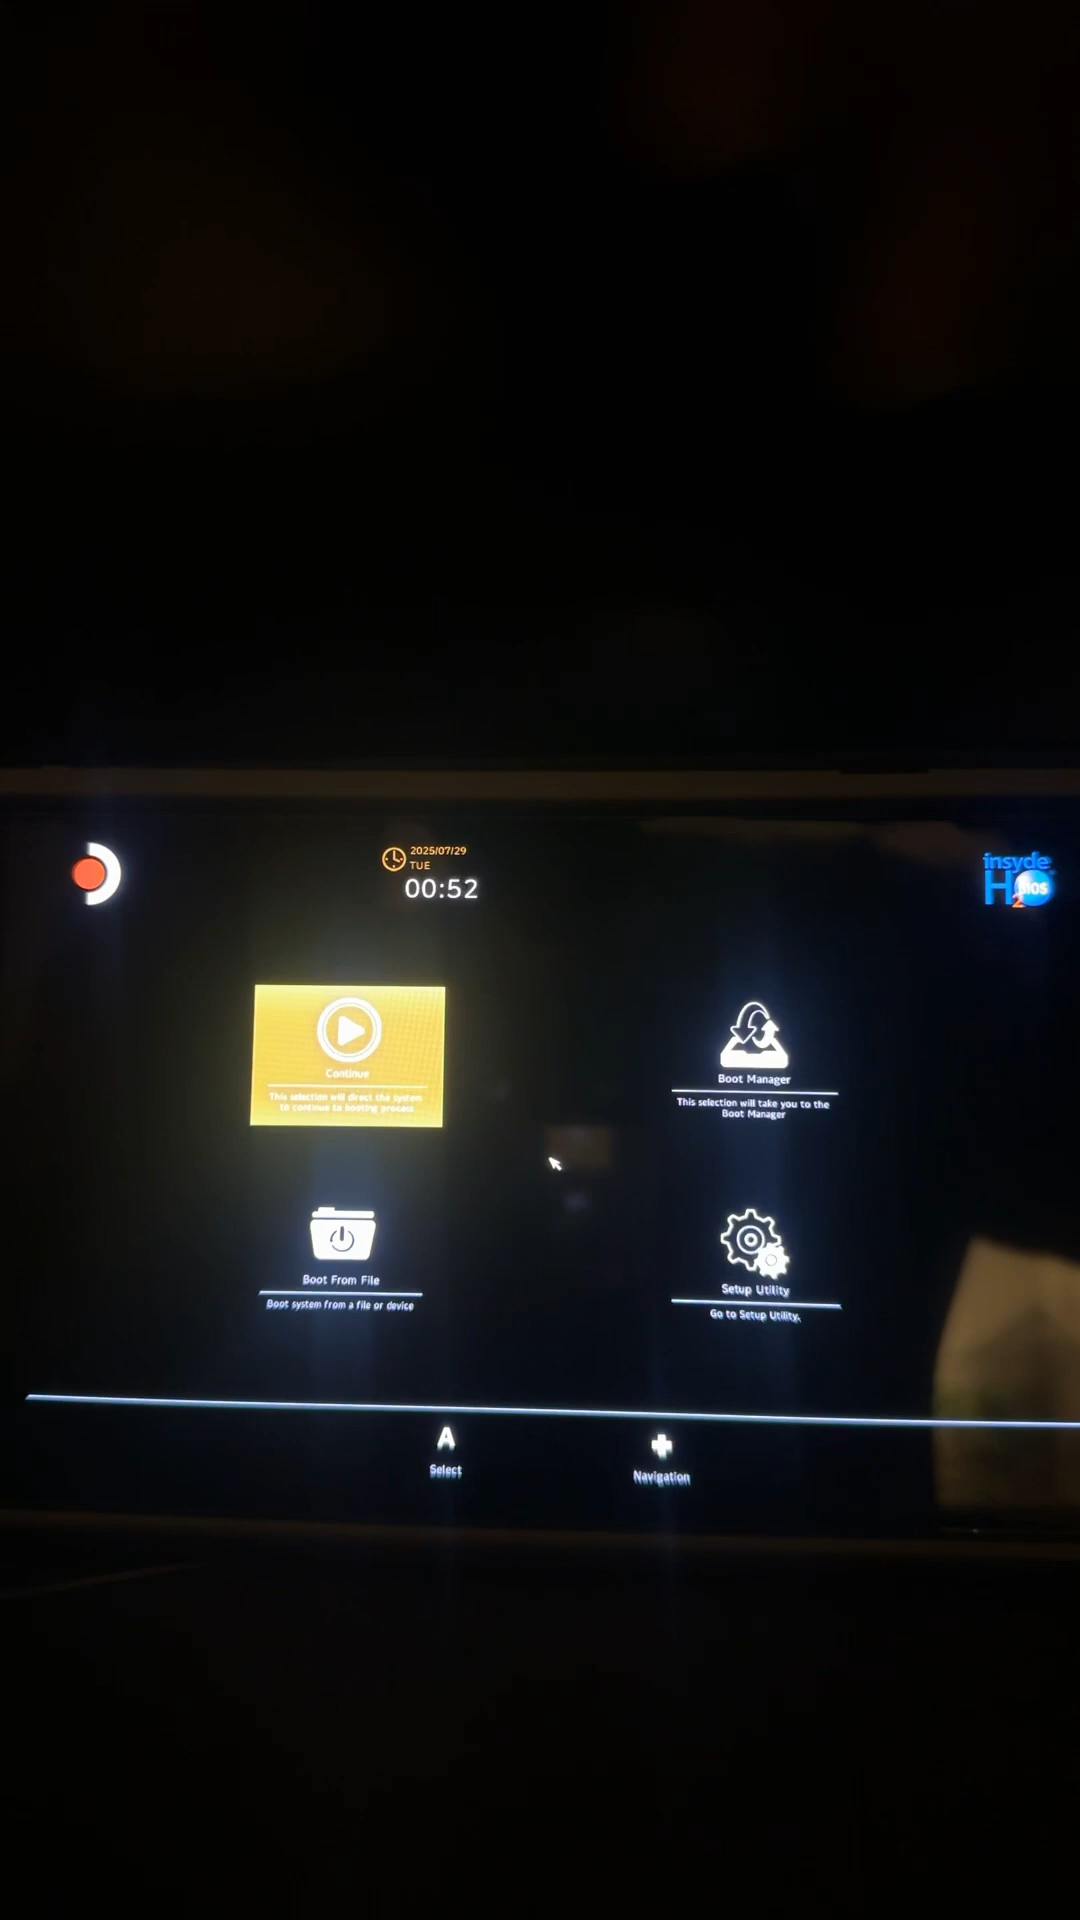 2025/07/29
TUE
00:52
insyde
H2O BIOS
Continue
This selection will direct the system
to continue to booting process
Boot Manager
This selection will take you to the
Boot Manager
Boot From File
Boot system from a file or device
Setup Utility
Go to Setup Utility.
A
Select
Navigation